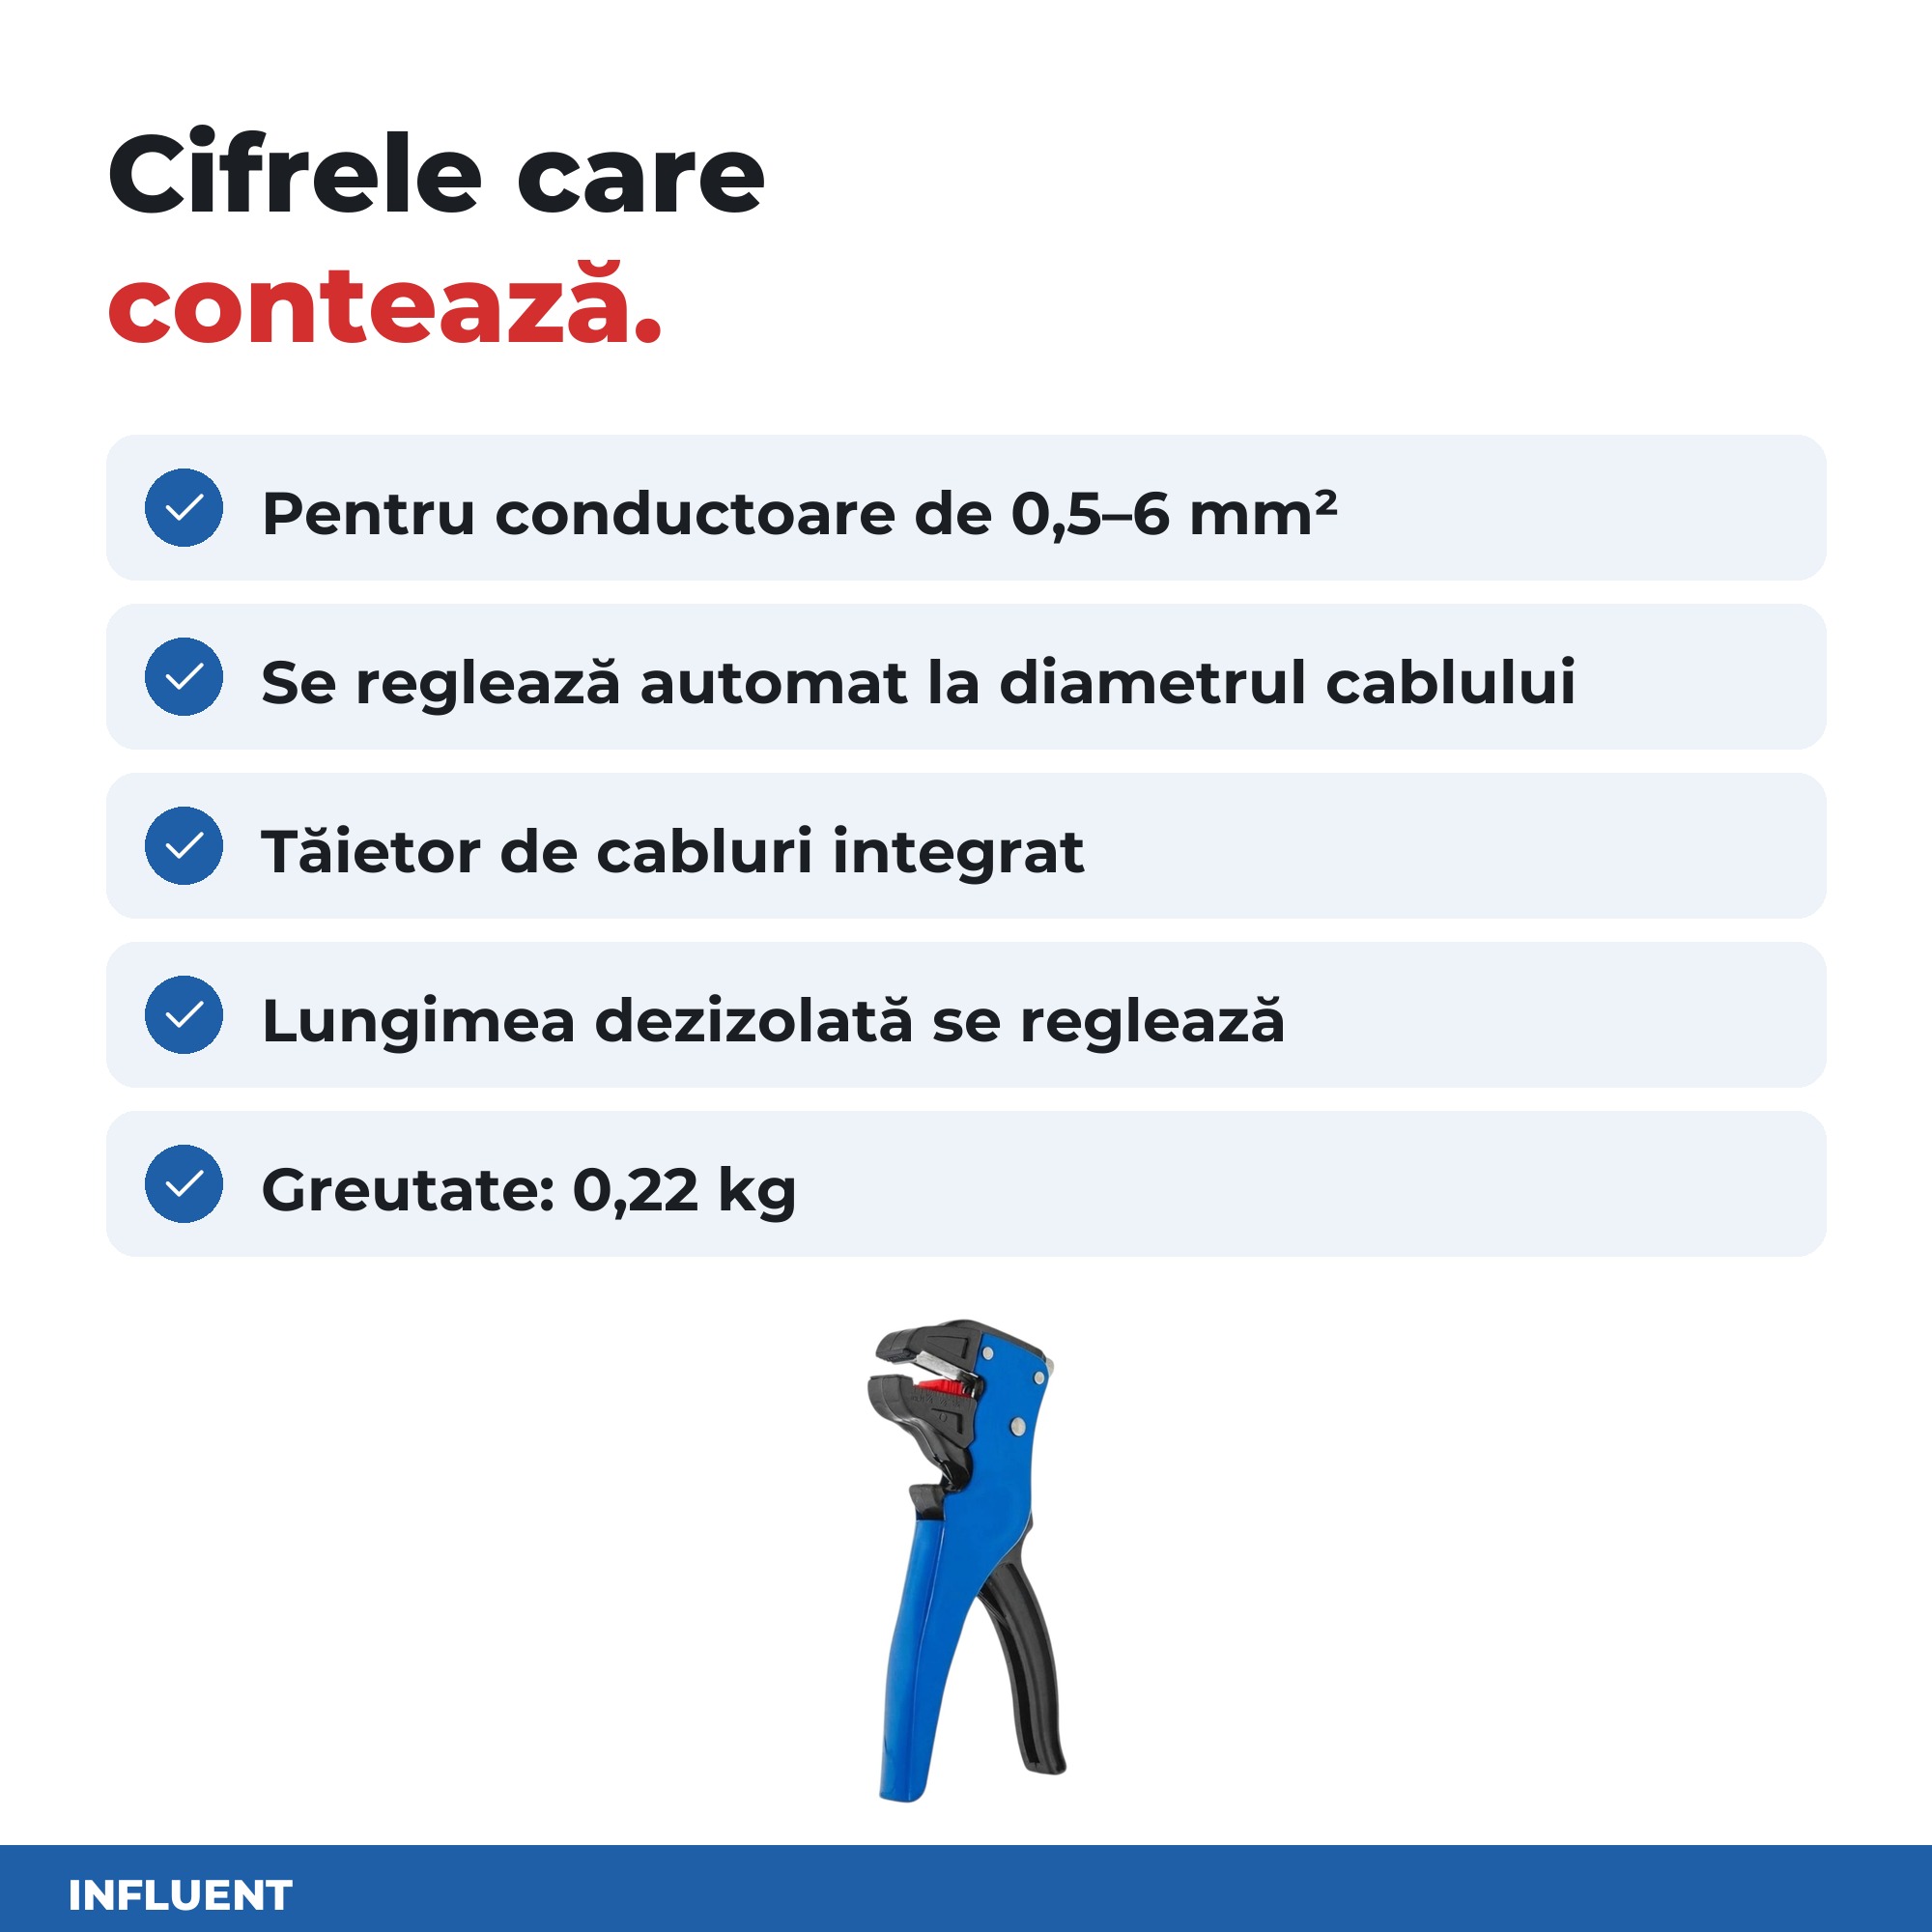 Cifrele care
contează.
Pentru conductoare de 0,5–6 mm²
Se reglează automat la diametrul cablului
Tăietor de cabluri integrat
Lungimea dezizolată se reglează
Greutate: 0,22 kg
INFLUENT